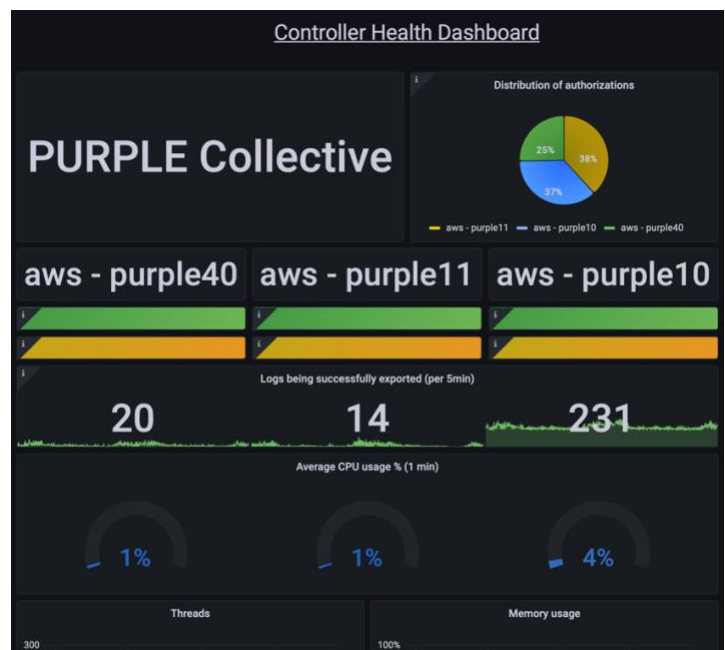 Controller Health Dashboard
PURPLE Collective
i
Distribution of authorizations
25%
38%
37%
aws - purple11 aws - purple10 aws - purple40
aws - purple40 aws - purple11 aws - purple10
i i i
i i i
i
Logs being successfully exported (per 5min)
20 14 231
Average CPU usage % (1 min)
1% 1% 4%
Threads Memory usage
300 100%